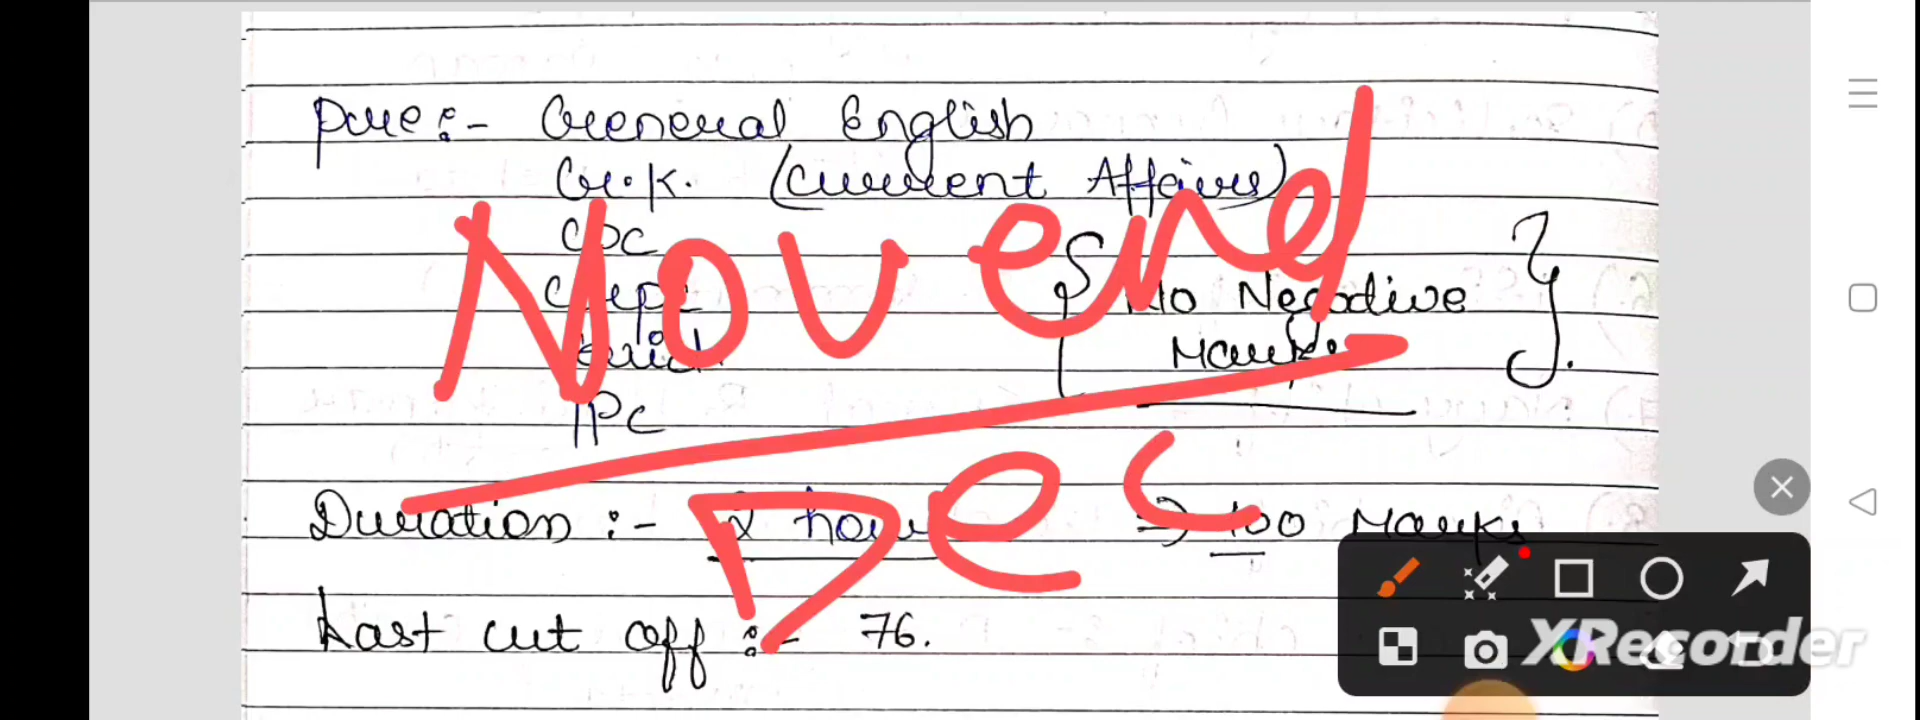 Pre:- General English
G.K. (Current Affairs)
CPC
Crpc
{ No Negative
Marks. }
IPC
Nov end
Dec
Duration :- 2 hour => 100 Marks
Last cut off :- 76.
XRecorder